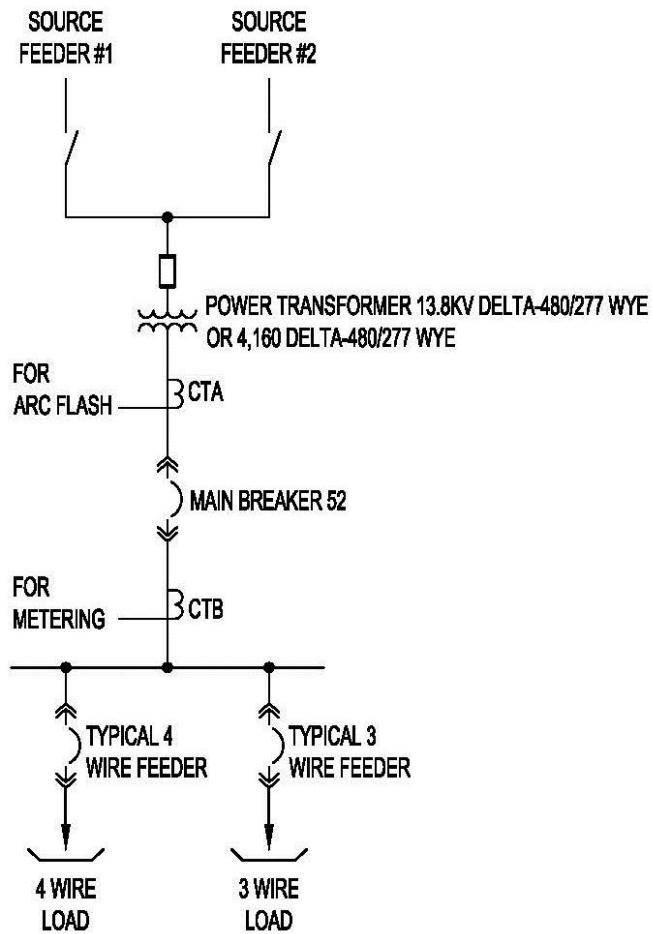 SOURCE
FEEDER #1
SOURCE
FEEDER #2
POWER TRANSFORMER 13.8KV DELTA-480/277 WYE
OR 4,160 DELTA-480/277 WYE
FOR
ARC FLASH
CTA
MAIN BREAKER 52
FOR
METERING
CTB
TYPICAL 4
WIRE FEEDER
TYPICAL 3
WIRE FEEDER
4 WIRE
LOAD
3 WIRE
LOAD